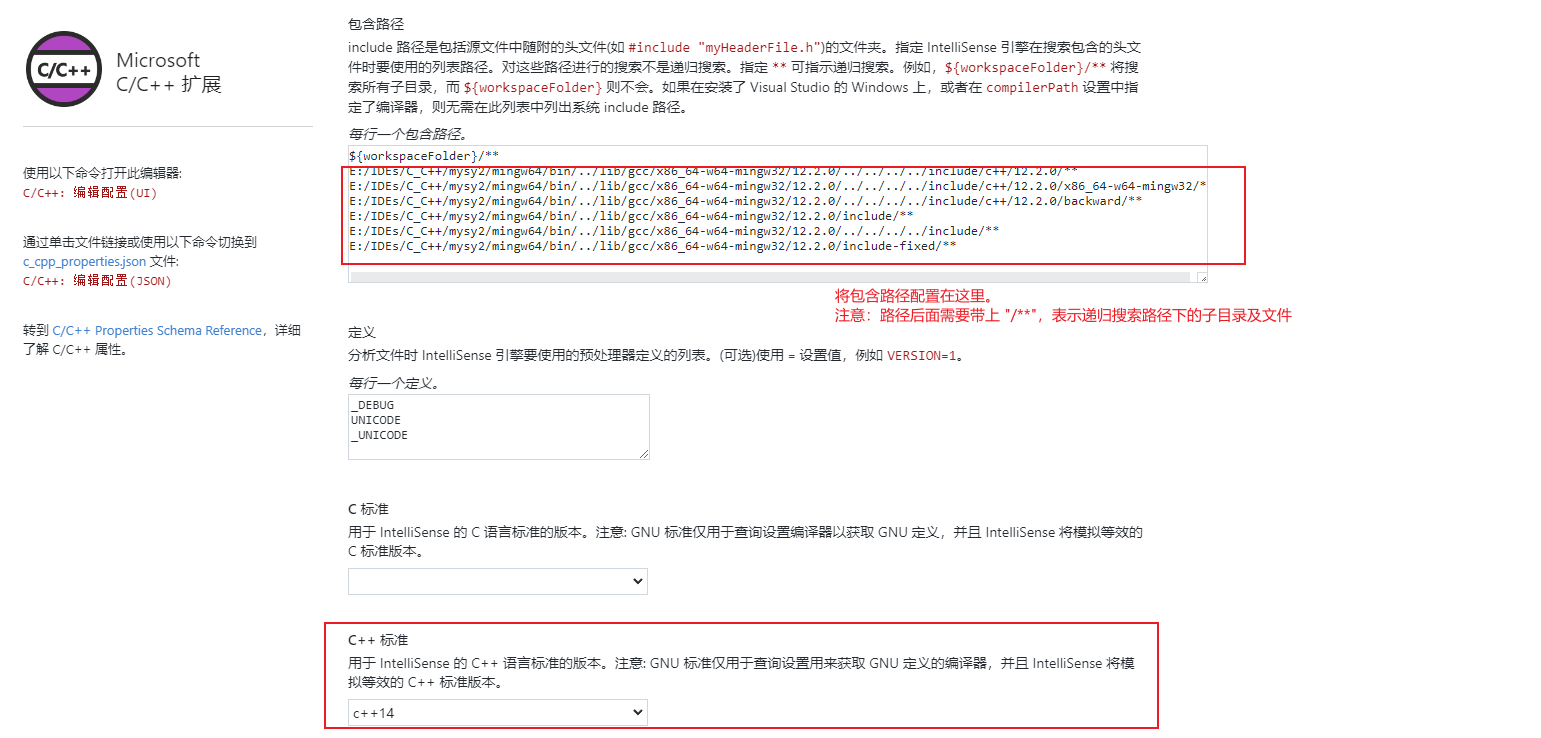 C/C++
Microsoft
C/C++ 扩展
使用以下命令打开此编辑器:
C/C++: 编辑配置(UI)
通过单击文件链接或使用以下命令切换到
c_cpp_properties.json 文件:
C/C++: 编辑配置(JSON)
转到 C/C++ Properties Schema Reference，详细
了解 C/C++ 属性。
包含路径
include 路径是包括源文件中随附的头文件(如 #include "myHeaderFile.h")的文件夹。指定 IntelliSense 引擎在搜索包含的头文
件时要使用的列表路径。对这些路径进行的搜索不是递归搜索。指定 ** 可指示递归搜索。例如，${workspaceFolder}/** 将搜
索所有子目录，而 ${workspaceFolder} 则不会。如果在安装了 Visual Studio 的 Windows 上，或者在 compilerPath 设置中指
定了编译器，则无需在此列表中列出系统 include 路径。
每行一个包含路径。
${workspaceFolder}/**
E:/IDEs/C_C++/mysy2/mingw64/bin/../lib/gcc/x86_64-w64-mingw32/12.2.0/../../../../include/c++/12.2.0/**
E:/IDEs/C_C++/mysy2/mingw64/bin/../lib/gcc/x86_64-w64-mingw32/12.2.0/../../../../include/c++/12.2.0/x86_64-w64-mingw32/*
E:/IDEs/C_C++/mysy2/mingw64/bin/../lib/gcc/x86_64-w64-mingw32/12.2.0/../../../../include/c++/12.2.0/backward/**
E:/IDEs/C_C++/mysy2/mingw64/bin/../lib/gcc/x86_64-w64-mingw32/12.2.0/include/**
E:/IDEs/C_C++/mysy2/mingw64/bin/../lib/gcc/x86_64-w64-mingw32/12.2.0/../../../../include/**
E:/IDEs/C_C++/mysy2/mingw64/bin/../lib/gcc/x86_64-w64-mingw32/12.2.0/include-fixed/**
将包含路径配置在这里。
注意：路径后面需要带上 "/**"，表示递归搜索路径下的子目录及文件
定义
分析文件时 IntelliSense 引擎要使用的预处理器定义的列表。(可选)使用 = 设置值，例如 VERSION=1。
每行一个定义。
_DEBUG
UNICODE
_UNICODE
C 标准
用于 IntelliSense 的 C 语言标准的版本。注意: GNU 标准仅用于查询设置编译器以获取 GNU 定义，并且 IntelliSense 将模拟等效的
C 标准版本。
C++ 标准
用于 IntelliSense 的 C++ 语言标准的版本。注意: GNU 标准仅用于查询设置用来获取 GNU 定义的编译器，并且 IntelliSense 将模
拟等效的 C++ 标准版本。
c++14